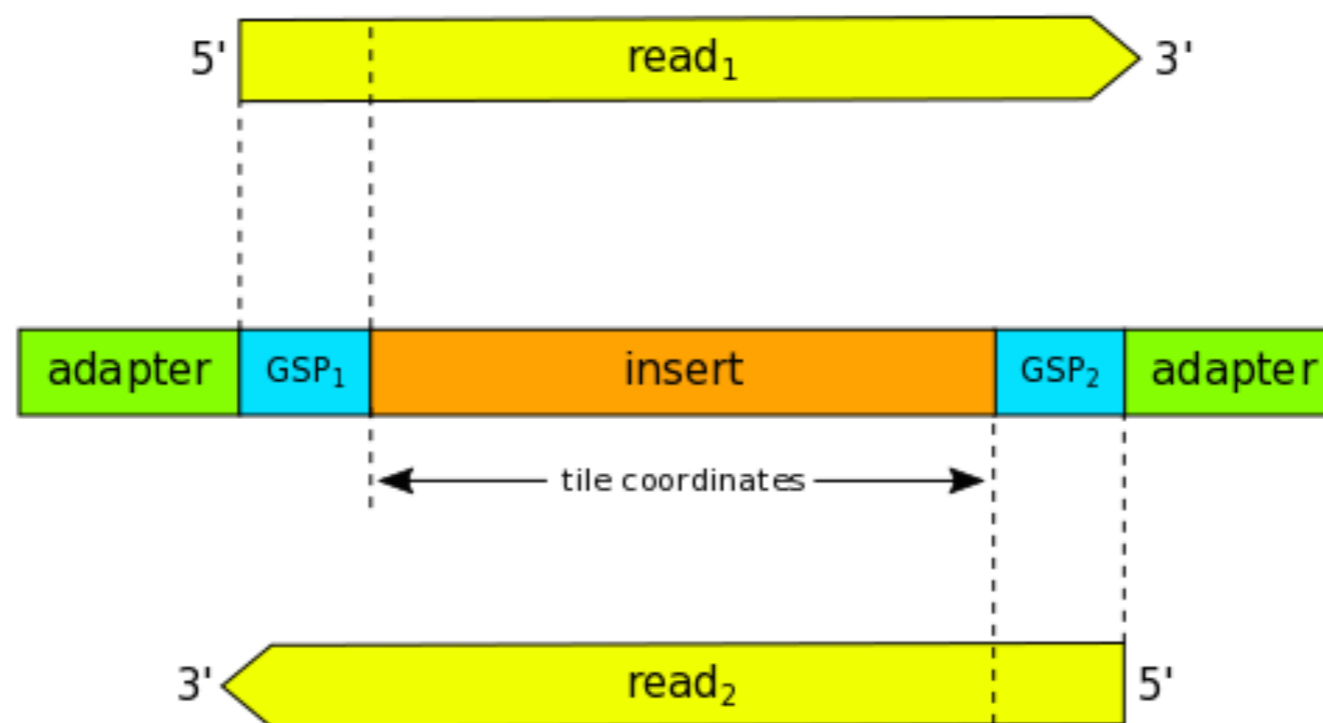 5' read₁ 3'
adapter GSP₁ insert GSP₂ adapter
tile coordinates
3' read₂ 5'